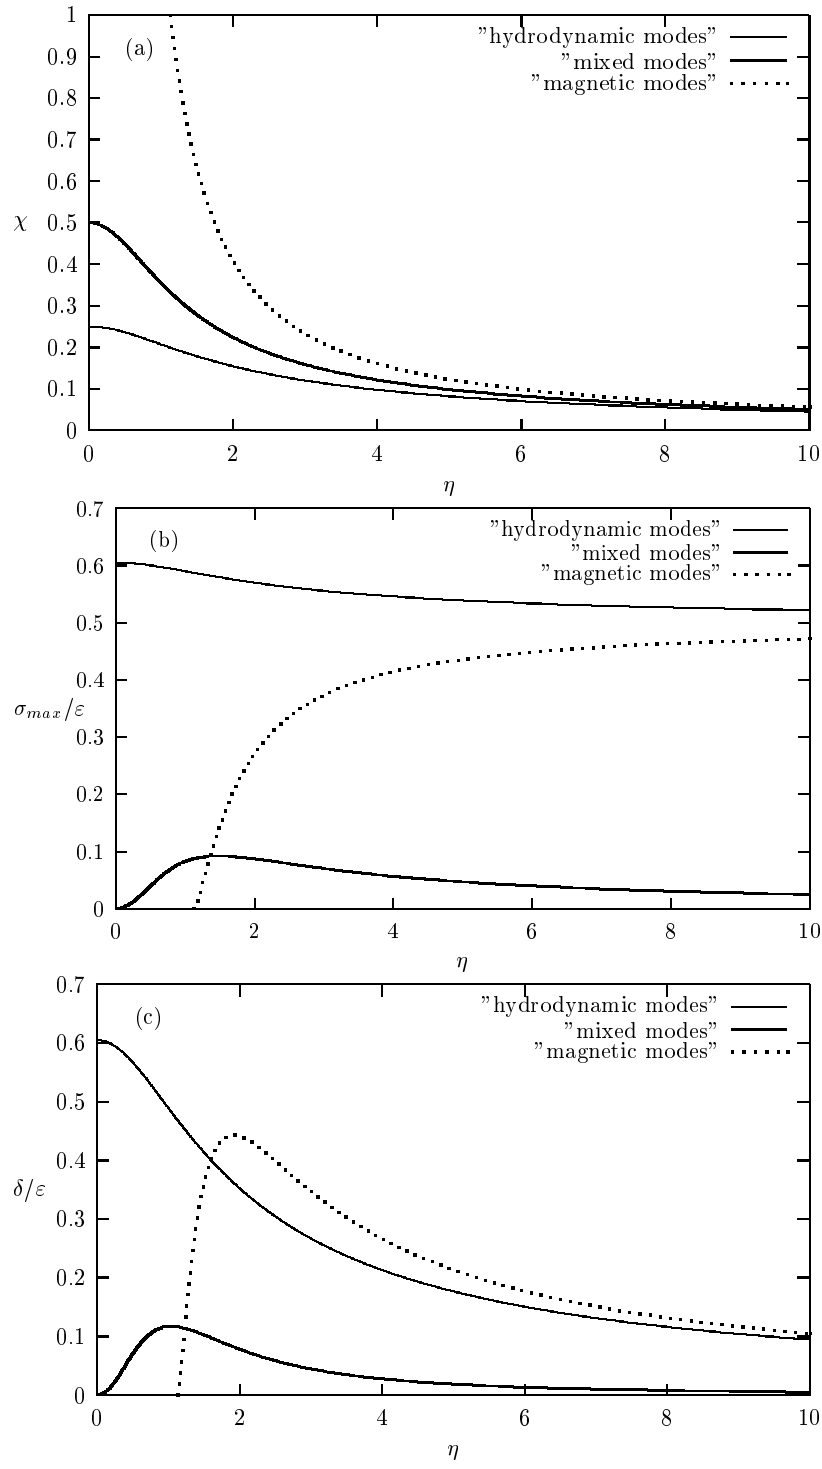 1
(a)
"hydrodynamic modes"
0.9
"mixed modes"
"magnetic modes"
0.8
0.7
0.6
χ 0.5
0.4
0.3
0.2
0.1
0
0 2 4 6 8 10
η
0.7
(b)
"hydrodynamic modes"
"mixed modes"
0.6
"magnetic modes"
0.5
0.4
σmax/ε
0.3
0.2
0.1
0
0 2 4 6 8 10
η
0.7
(c)
"hydrodynamic modes"
"mixed modes"
0.6
"magnetic modes"
0.5
0.4
δ/ε
0.3
0.2
0.1
0
0 2 4 6 8 10
η